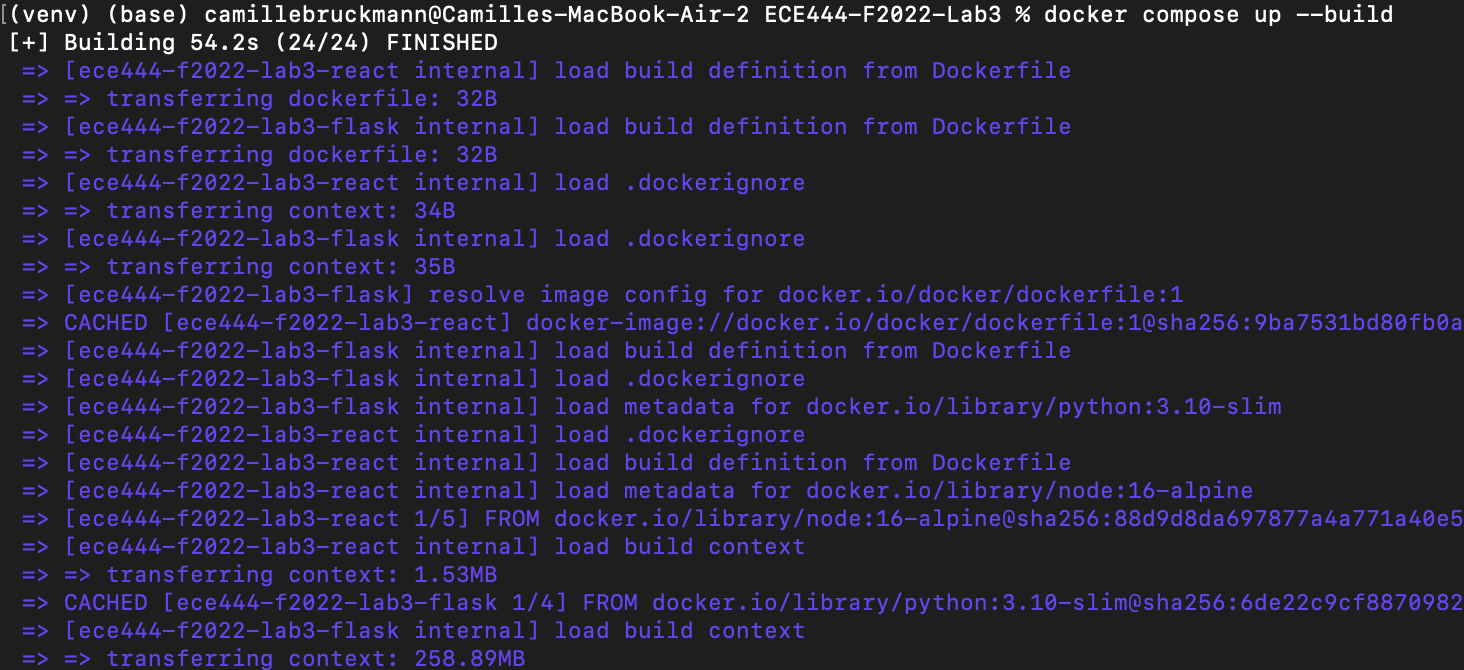 (venv) (base) camillebruckmann@Camilles-MacBook-Air-2 ECE444-F2022-Lab3 % docker compose up --build
[+] Building 54.2s (24/24) FINISHED
=> [ece444-f2022-lab3-react internal] load build definition from Dockerfile
=> => transferring dockerfile: 32B
=> [ece444-f2022-lab3-flask internal] load build definition from Dockerfile
=> => transferring dockerfile: 32B
=> [ece444-f2022-lab3-react internal] load .dockerignore
=> => transferring context: 34B
=> [ece444-f2022-lab3-flask internal] load .dockerignore
=> => transferring context: 35B
=> [ece444-f2022-lab3-flask] resolve image config for docker.io/docker/dockerfile:1
=> CACHED [ece444-f2022-lab3-react] docker-image://docker.io/docker/dockerfile:1@sha256:9ba7531bd80fb0a
=> [ece444-f2022-lab3-flask internal] load build definition from Dockerfile
=> [ece444-f2022-lab3-flask internal] load .dockerignore
=> [ece444-f2022-lab3-flask internal] load metadata for docker.io/library/python:3.10-slim
=> [ece444-f2022-lab3-react internal] load .dockerignore
=> [ece444-f2022-lab3-react internal] load build definition from Dockerfile
=> [ece444-f2022-lab3-react internal] load metadata for docker.io/library/node:16-alpine
=> [ece444-f2022-lab3-react 1/5] FROM docker.io/library/node:16-alpine@sha256:88d9d8da697877a4a771a40e5
=> [ece444-f2022-lab3-react internal] load build context
=> => transferring context: 1.53MB
=> CACHED [ece444-f2022-lab3-flask 1/4] FROM docker.io/library/python:3.10-slim@sha256:6de22c9cf8870982
=> [ece444-f2022-lab3-flask internal] load build context
=> => transferring context: 258.89MB